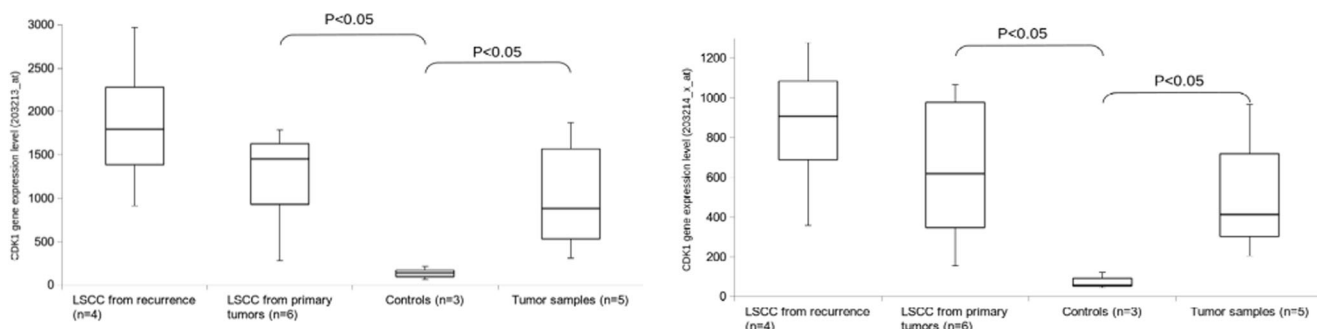 CDK1 gene expression level (203213_at)
3000
2500
2000
1500
1000
500
0
P<0.05
P<0.05
LSCC from recurrence
(n=4)
LSCC from primary
tumors (n=6)
Controls (n=3)
Tumor samples (n=5)
CDK1 gene expression level (203214_x_at)
1200
1000
800
600
400
200
0
P<0.05
P<0.05
LSCC from recurrence
(n=4)
LSCC from primary
tumors (n=6)
Controls (n=3)
Tumor samples (n=5)